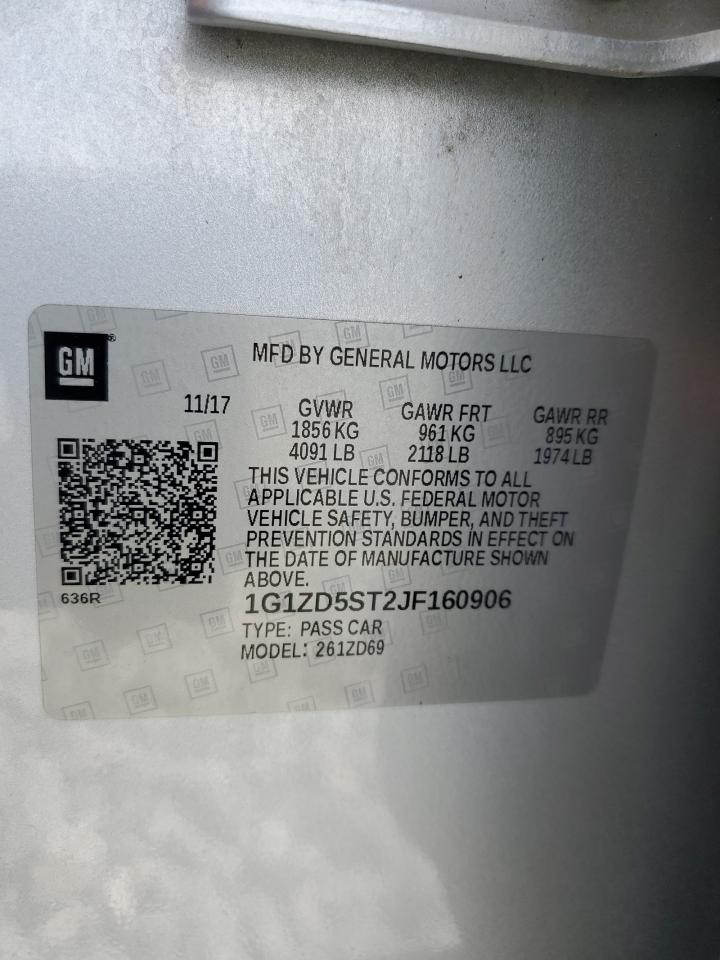 GM
MFD BY GENERAL MOTORS LLC
11/17
GVWR GAWR FRT GAWR RR
1856 KG 961 KG 895 KG
4091 LB 2118 LB 1974 LB
THIS VEHICLE CONFORMS TO ALL
APPLICABLE U.S. FEDERAL MOTOR
VEHICLE SAFETY, BUMPER, AND THEFT
PREVENTION STANDARDS IN EFFECT ON
THE DATE OF MANUFACTURE SHOWN
ABOVE.
636R
1G1ZD5ST2JF160906
TYPE: PASS CAR
MODEL: 261ZD69